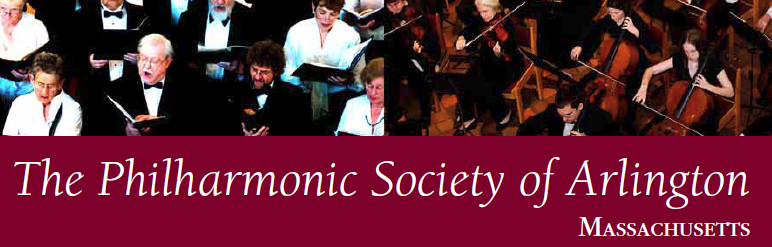 The Philharmonic Society of Arlington
Massachusetts